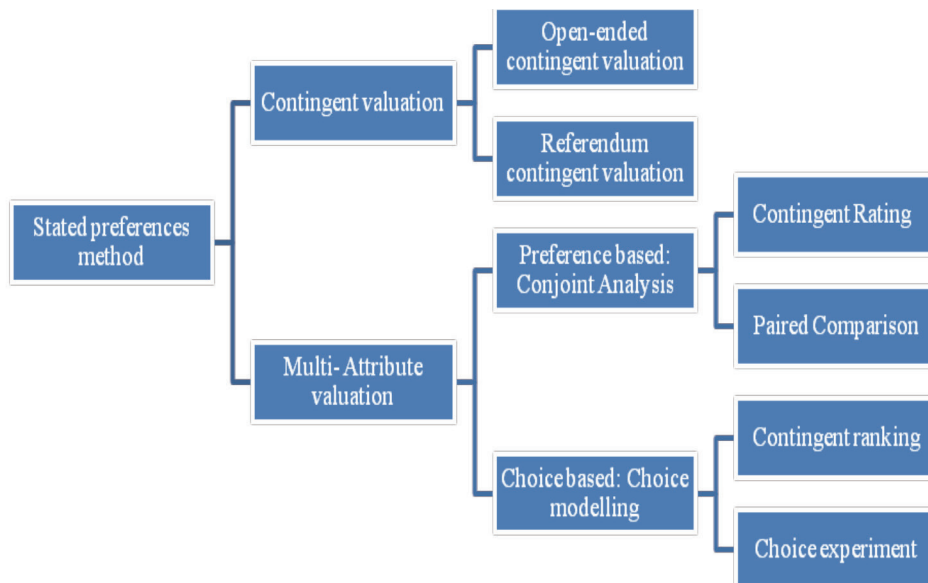 Open-ended
contingent valuation
Contingent valuation
Referendum
contingent valuation
Contingent Rating
Stated preferences
method
Preference based:
Conjoint Analysis
Paired Comparison
Multi- Attribute
valuation
Contingent ranking
Choice based: Choice
modelling
Choice experiment